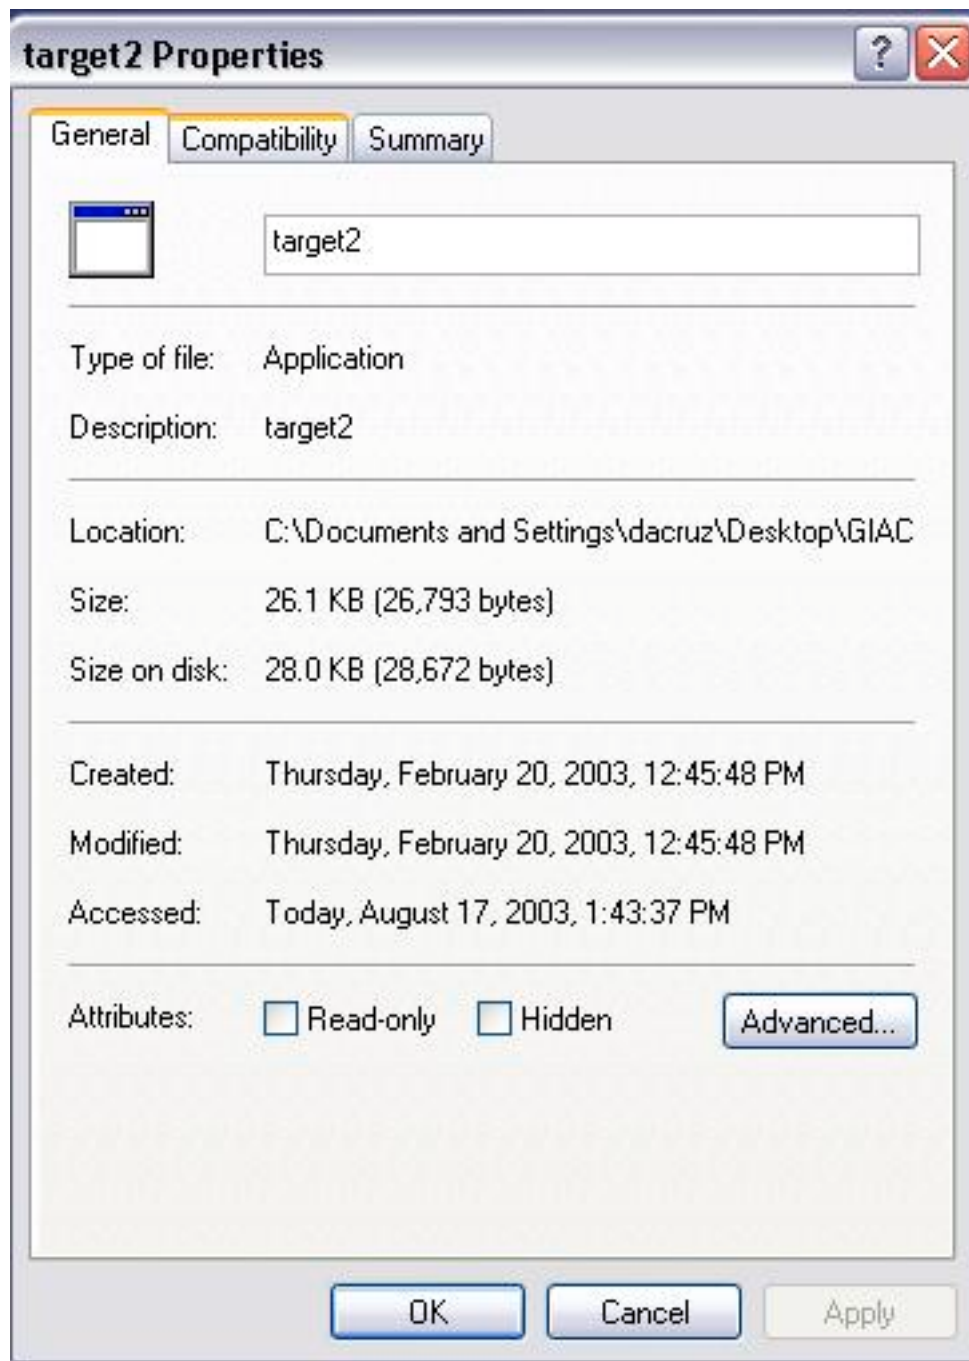 target2 Properties
General Compatibility Summary
target2
Type of file: Application
Description: target2
Location: C:\Documents and Settings\dacruz\Desktop\GIAC
Size: 26.1 KB (26,793 bytes)
Size on disk: 28.0 KB (28,672 bytes)
Created: Thursday, February 20, 2003, 12:45:48 PM
Modified: Thursday, February 20, 2003, 12:45:48 PM
Accessed: Today, August 17, 2003, 1:43:37 PM
Attributes: Read-only Hidden Advanced...
OK Cancel Apply